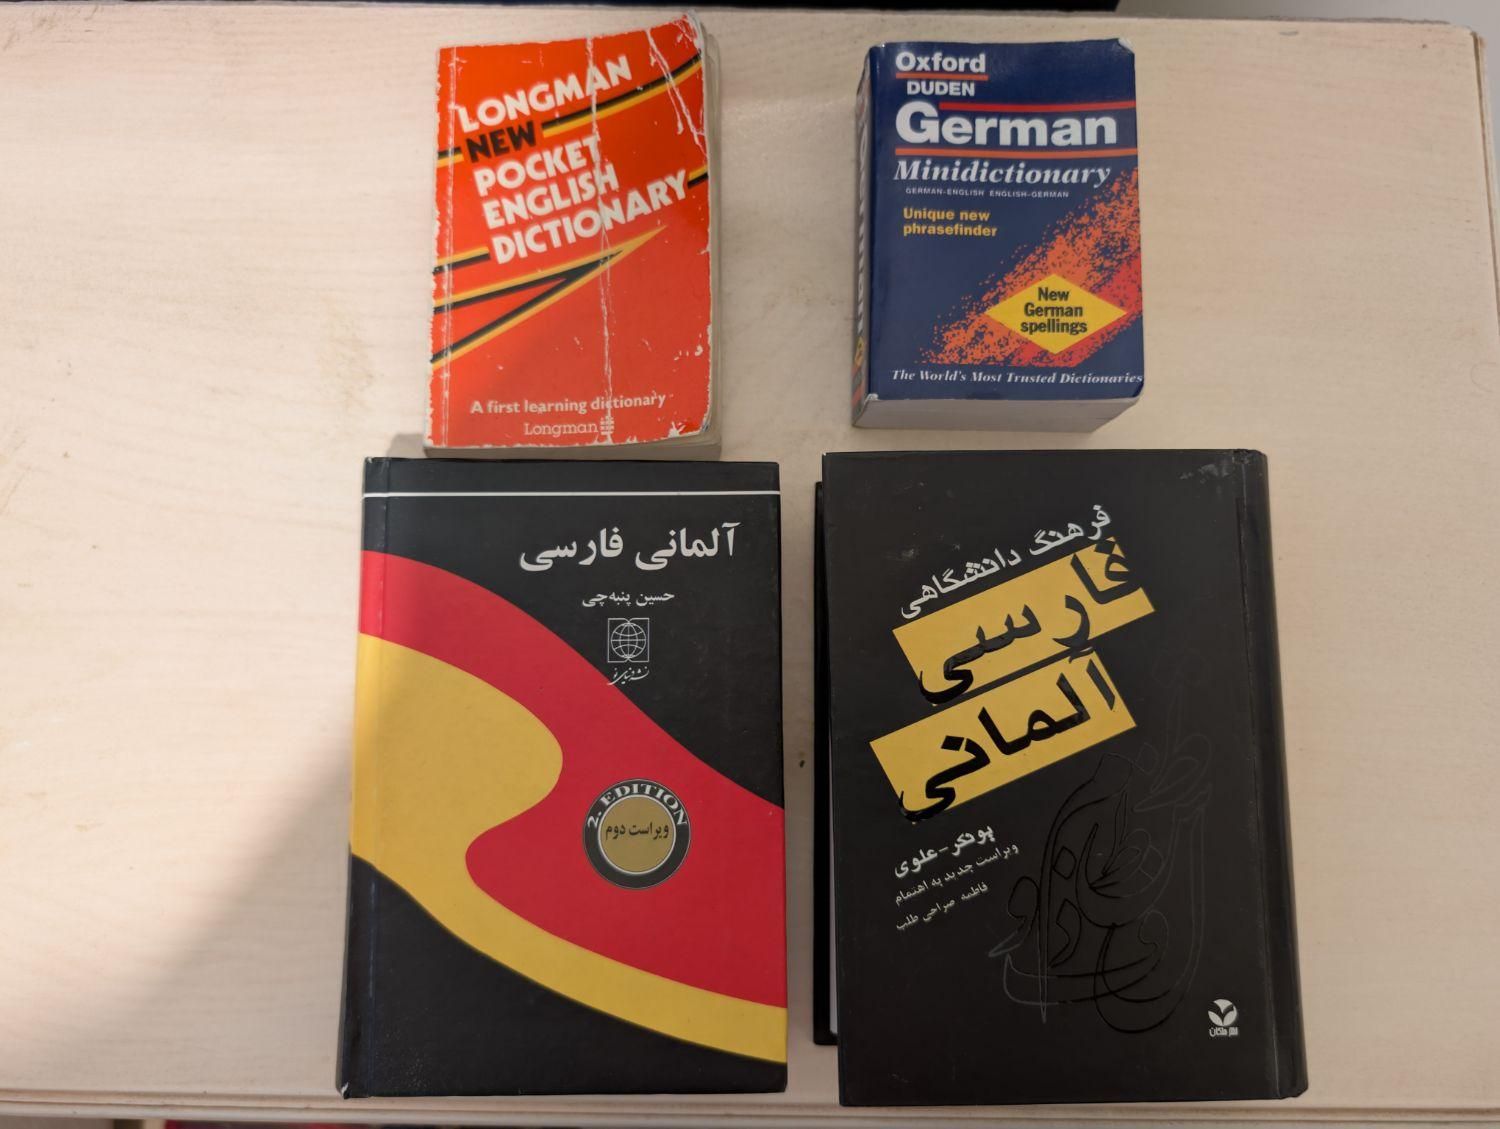 LONGMAN
NEW
POCKET
ENGLISH
DICTIONARY
A first learning dictionary
Longman
Oxford
DUDEN
German
Minidictionary
GERMAN-ENGLISH ENGLISH-GERMAN
Unique new
phrasefinder
New
German
spellings
The World's Most Trusted Dictionaries
آلمانی فارسی
حسین پنبه‌چی
2. EDITION
ویراست دوم
فرهنگ دانشگاهی
فارسی
آلمانی
یونکر - علوی
ویراست جدید به اهتمام
فاطمه صراحی طلب